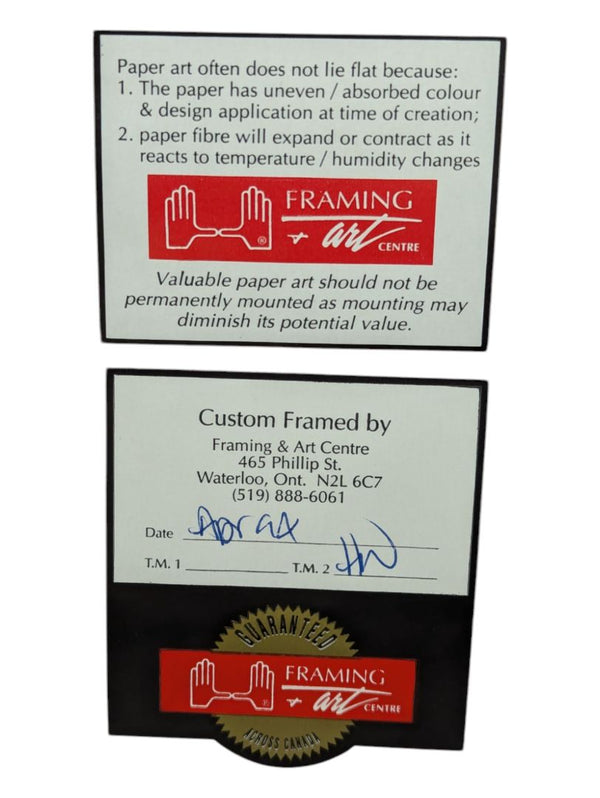 Paper art often does not lie flat because:
1. The paper has uneven / absorbed colour
& design application at time of creation;
2. paper fibre will expand or contract as it
reacts to temperature / humidity changes
FRAMING
& art CENTRE
®
Valuable paper art should not be
permanently mounted as mounting may
diminish its potential value.
Custom Framed by
Framing & Art Centre
465 Phillip St.
Waterloo, Ont. N2L 6C7
(519) 888-6061
Date Apr
T.M. 1 T.M. 2 HW
GUARANTEED
FRAMING
& art CENTRE
®
ACROSS CANADA